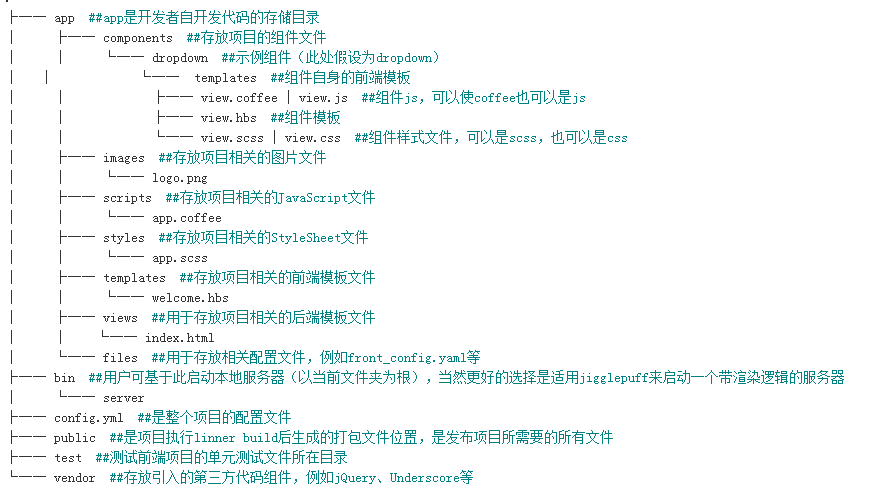 ├── app  ##app是开发者自开发代码的存储目录
│   ├── components  ##存放项目的组件文件
│   │   └── dropdown  ##示例组件（此处假设为dropdown）
│   │       └──  templates  ##组件自身的前端模板
│   │       ├── view.coffee | view.js  ##组件js，可以使coffee也可以是js
│   │       ├── view.hbs  ##组件模板
│   │       └── view.scss | view.css  ##组件样式文件，可以是scss，也可以是css
│   ├── images  ##存放项目相关的图片文件
│   │   └── logo.png
│   ├── scripts  ##存放项目相关的JavaScript文件
│   │   └── app.coffee
│   ├── styles  ##存放项目相关的StyleSheet文件
│   │   └── app.scss
│   ├── templates  ##存放项目相关的前端模板文件
│   │   └── welcome.hbs
│   ├── views  ##用于存放项目相关的后端模板文件
│   │   └── index.html
│   └── files  ##用于存放相关配置文件，例如front_config.yaml等
├── bin  ##用户可基于此启动本地服务器（以当前文件夹为根），当然更好的选择是适用jigglepuff来启动一个带渲染逻辑的服务器
│   └── server
├── config.yml  ##是整个项目的配置文件
├── public  ##是项目执行linner build后生成的打包文件位置，是发布项目所需要的所有文件
├── test  ##测试前端项目的单元测试文件所在目录
└── vendor  ##存放引入的第三方代码组件，例如jQuery、Underscore等